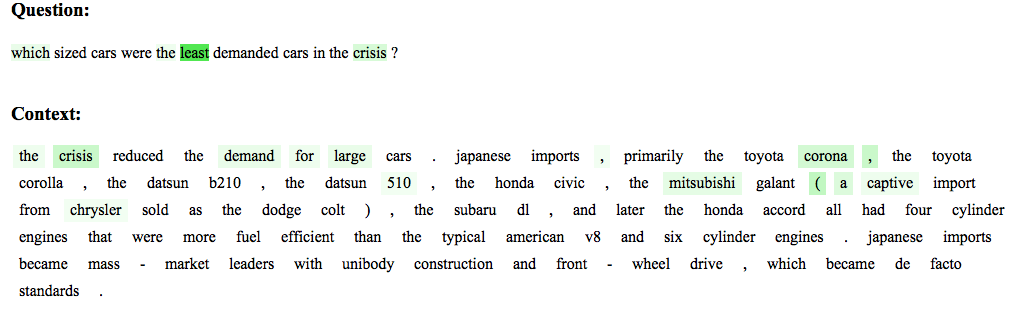 Question:
which sized cars were the least demanded cars in the crisis ?
Context:
the crisis reduced the demand for large cars . japanese imports , primarily the toyota corona , the toyota
corolla , the datsun b210 , the datsun 510 , the honda civic , the mitsubishi galant ( a captive import
from chrysler sold as the dodge colt ) , the subaru dl , and later the honda accord all had four cylinder
engines that were more fuel efficient than the typical american v8 and six cylinder engines . japanese imports
became mass - market leaders with unibody construction and front - wheel drive , which became de facto
standards .